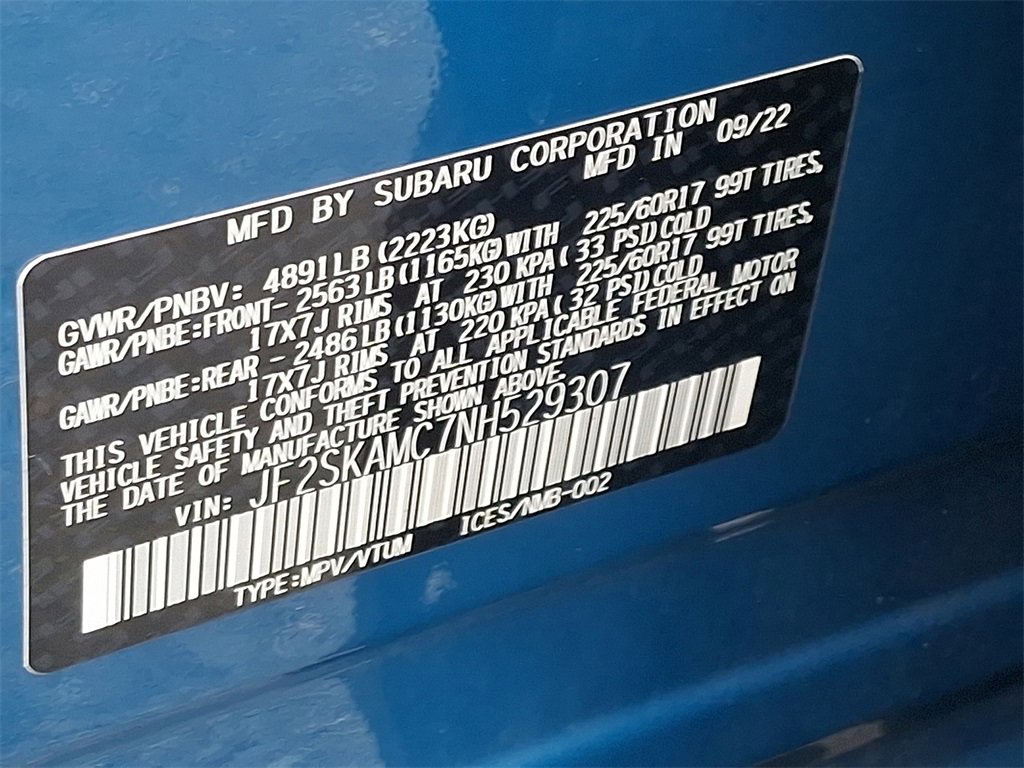 MFD BY SUBARU CORPORATION
MFD IN 09/22
GVWR/PNBV: 4891LB(2223KG)
GAWR/PNBE:FRONT-2563LB(1165KG)WITH 225/60R17 99T TIRES,
17X7J RIMS AT 230 KPA(33 PSI)COLD
GAWR/PNBE:REAR -2486LB(1130KG)WITH 225/60R17 99T TIRES,
17X7J RIMS AT 220 KPA(32 PSI)COLD
THIS VEHICLE CONFORMS TO ALL APPLICABLE FEDERAL MOTOR
VEHICLE SAFETY AND THEFT PREVENTION STANDARDS IN EFFECT ON
THE DATE OF MANUFACTURE SHOWN ABOVE.
VIN: JF2SKAMC7NH529307
TYPE:MPV/VTUM ICES/NMB-002